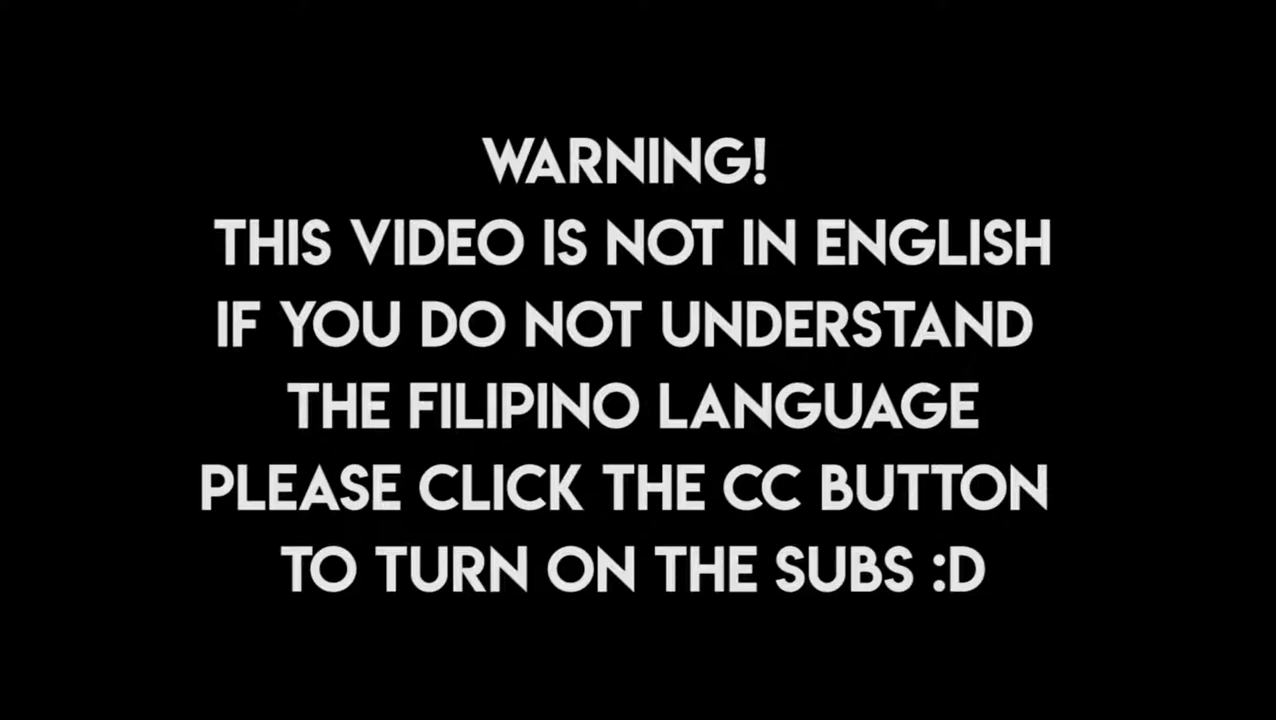 WARNING!
THIS VIDEO IS NOT IN ENGLISH
IF YOU DO NOT UNDERSTAND
THE FILIPINO LANGUAGE
PLEASE CLICK THE CC BUTTON
TO TURN ON THE SUBS :D